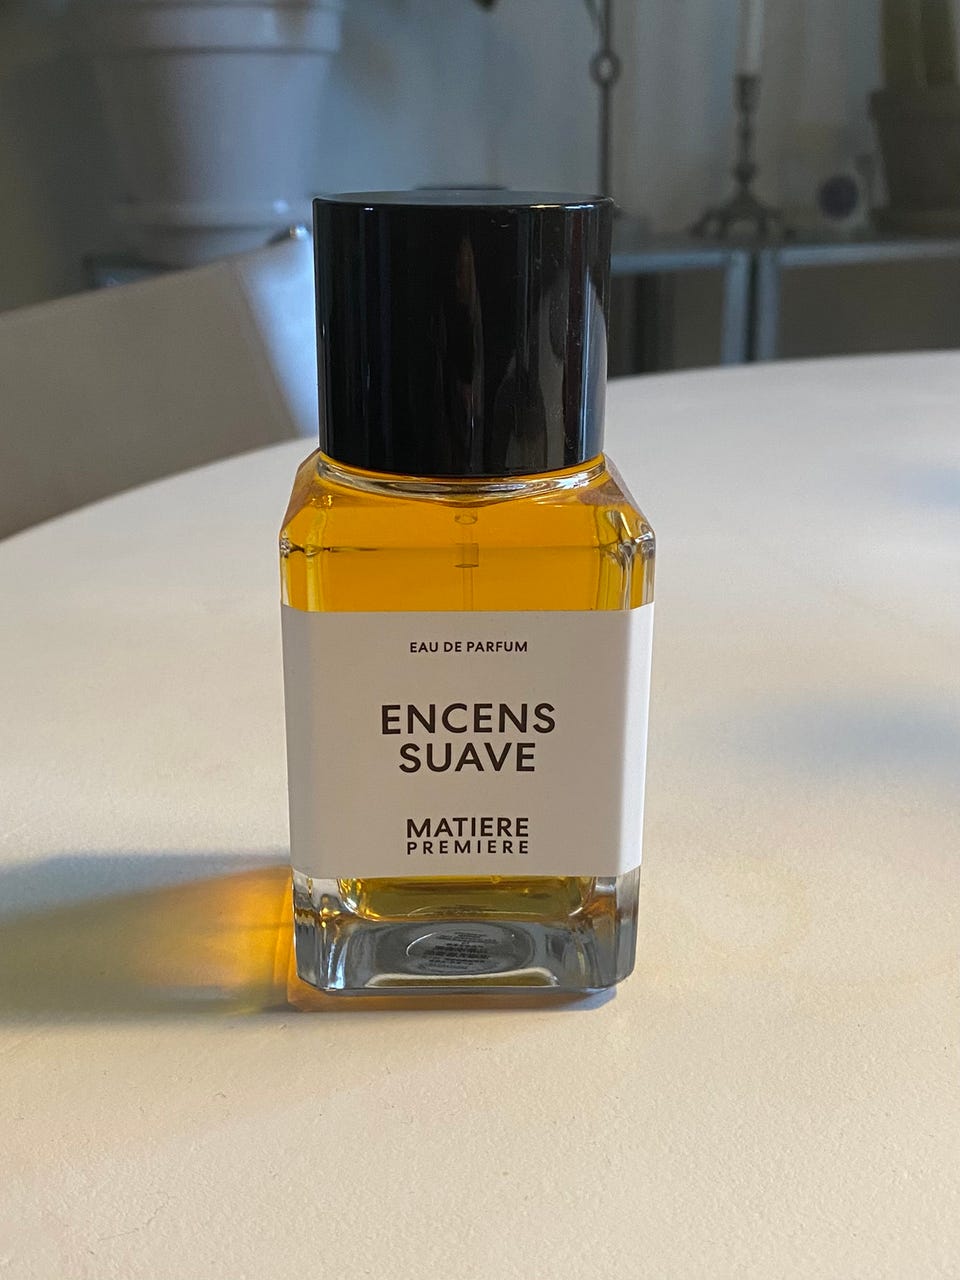 EAU DE PARFUM
ENCENS
SUAVE
MATIERE
PREMIERE